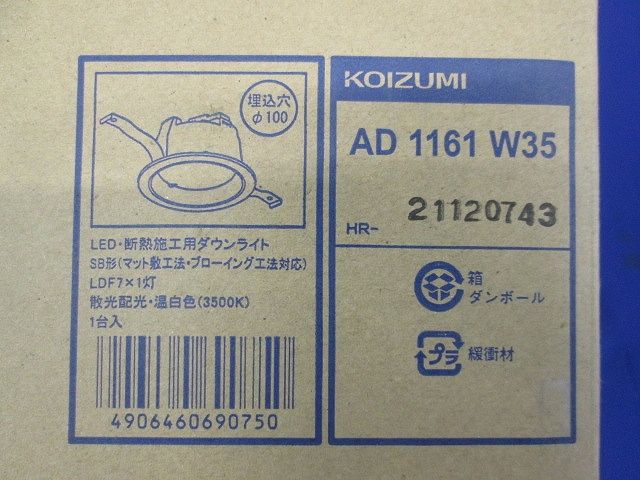 埋込穴
φ100
LED・断熱施工用ダウンライト
SB形(マット敷工法・ブローイング工法対応)
LDF7×1灯
散光配光・温白色(3500K)
1台入
4906460690750
KOIZUMI
AD 1161 W35
HR- 21120743
箱
ダンボール
プラ
緩衝材